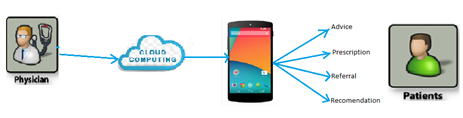 Physician
CLOUD
COMPUTING
Advice
Prescription
Referral
Recomendation
Patients